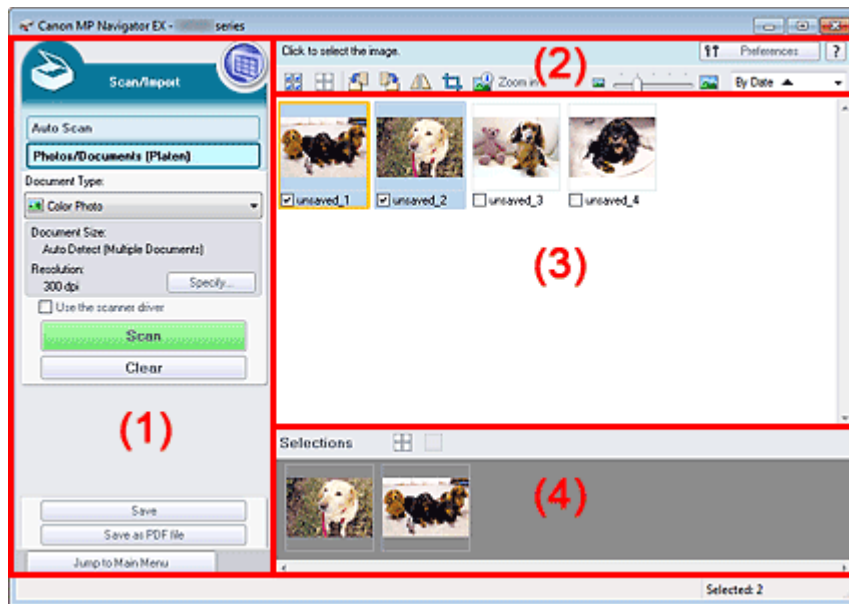 Canon MP Navigator EX - series
Scan/Import
Auto Scan
Photos/Documents (Platen)
Document Type:
Color Photo
Document Size:
Auto Detect (Multiple Documents)
Resolution:
300 dpi
Specify...
Use the scanner driver
Scan
Clear
(1)
Save
Save as PDF file
Jump to Main Menu
Click to select the image.
Preferences
?
(2)
Zoom in
By Date
unsaved_1
unsaved_2
unsaved_3
unsaved_4
(3)
Selections
(4)
Selected: 2